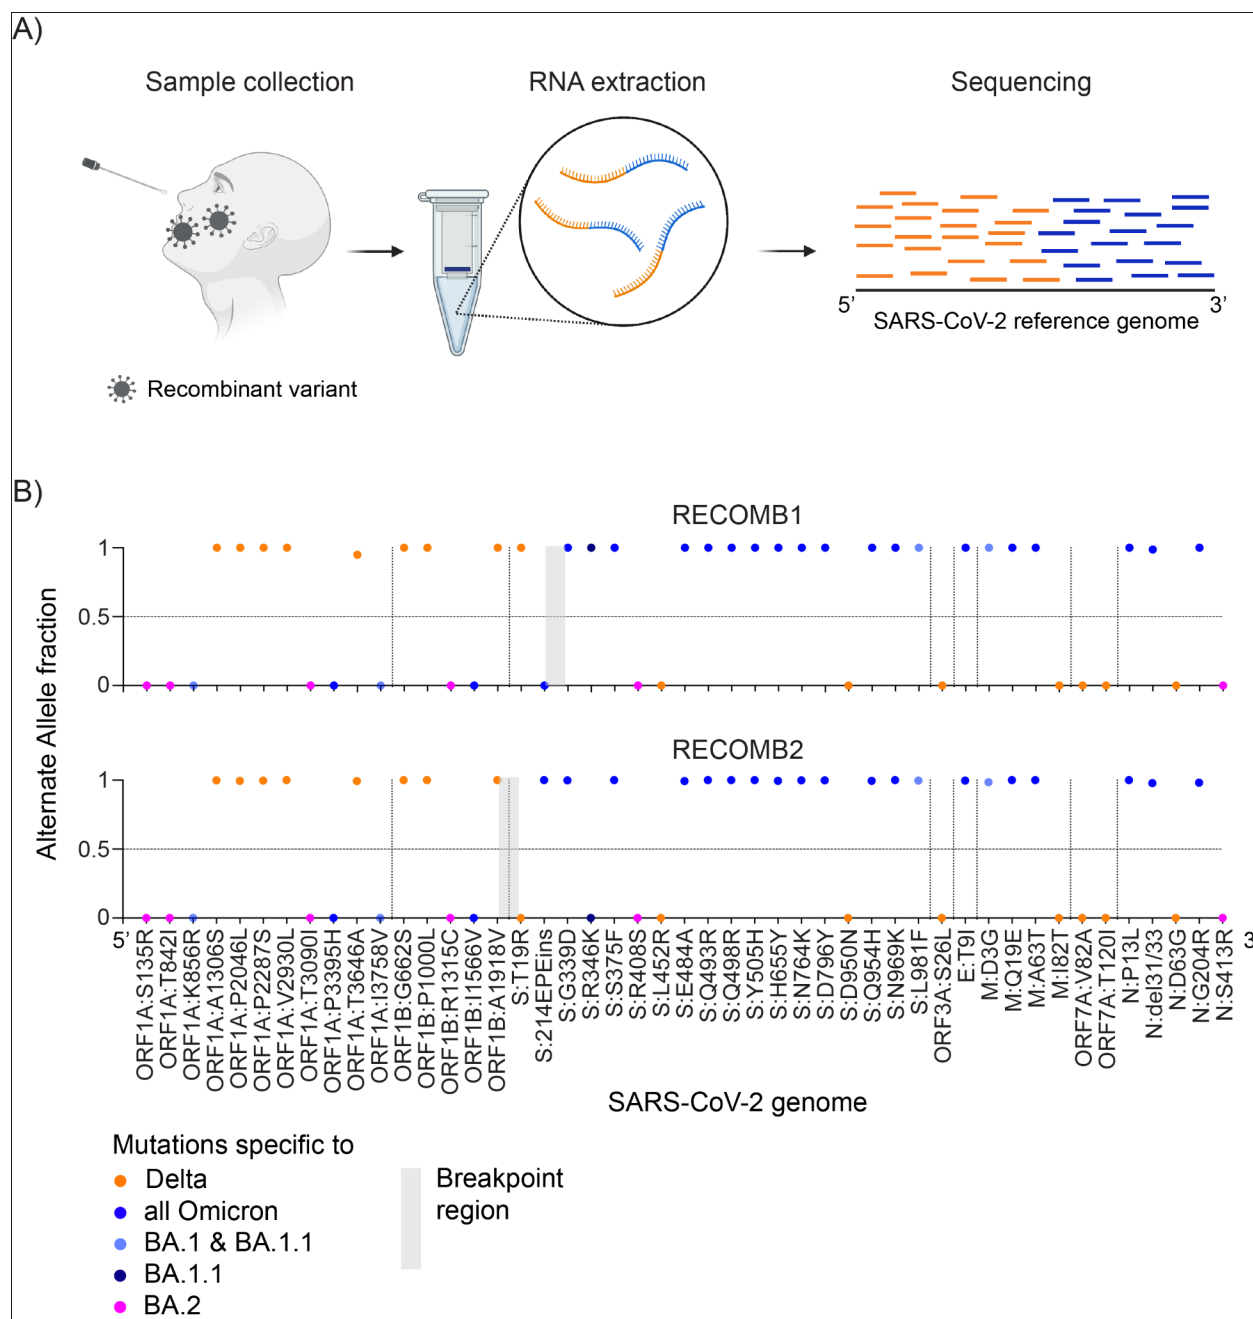 A)
Sample collection
RNA extraction
Sequencing
5’
3’
SARS-CoV-2 reference genome
Recombinant variant
B)
RECOMB1
1
0.5
0
Alternate Allele fraction
RECOMB2
1
0.5
0
5’
3
ORF1A:S135R
ORF1A:T842I
ORF1A:K856R
ORF1A:A1306S
ORF1A:P2046L
ORF1A:P2287S
ORF1A:V2930L
ORF1A:T3090I
ORF1A:P3395H
ORF1A:T3646A
ORF1A:I3758V
ORF1B:G662S
ORF1B:P1000L
ORF1B:R1315C
ORF1B:I1566V
ORF1B:A1918V
S:T19R
S:214EPEins
S:G339D
S:R346K
S:S375F
S:R408S
S:L452R
S:E484A
S:Q493R
S:Q498R
S:Y505H
S:H655Y
S:N764K
S:D796Y
S:D950N
S:Q954H
S:N969K
S:L981F
ORF3A:S26L
E:T9I
M:D3G
M:Q19E
M:A63T
M:I82T
ORF7A:V82A
ORF7A:T120I
N:P13L
N:del31/33
N:D63G
N:G204R
N:S413R
SARS-CoV-2 genome
Mutations specific to
Delta
all Omicron
BA.1 & BA.1.1
BA.1.1
BA.2
Breakpoint
region